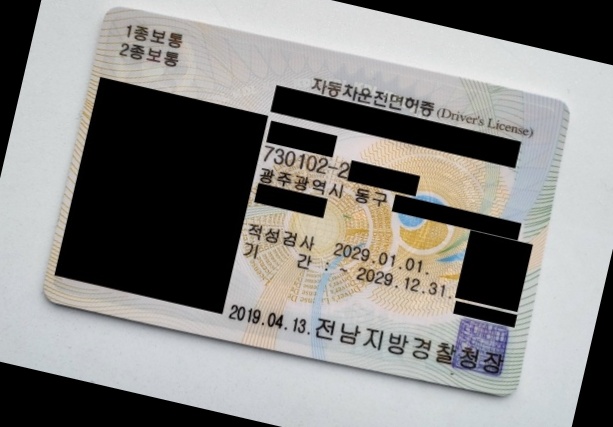 1종보통
2종보통
자동차운전면허증 (Driver's License)
730102-2
광주광역시 동구
적성검사 2029.01.01.
기 간 : ~ 2029.12.31.
2019.04.13. 전남지방경찰청장